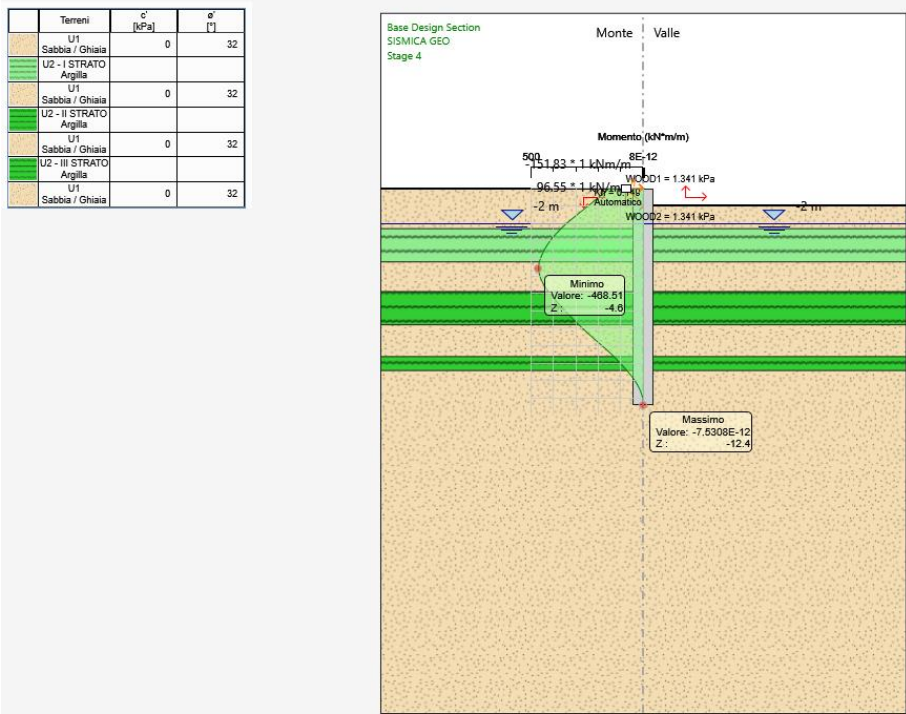 Terreni
c'
[kPa]
ø'
[°]
U1
Sabbia / Ghiaia
0
32
U2 - I STRATO
Argilla
U1
Sabbia / Ghiaia
0
32
U2 - II STRATO
Argilla
U1
Sabbia / Ghiaia
0
32
U2 - III STRATO
Argilla
U1
Sabbia / Ghiaia
0
32
Base Design Section
SISMICA GEO
Stage 4
Monte
Valle
Momento (kN*m/m)
500
8E-12
-151.83 * 1 kNm/m
WOOD1 = 1.341 kPa
96.55 * 1 kN/m
Automatico
-2 m
-2 m
WOOD2 = 1.341 kPa
Minimo
Valore: -468.51
Z : -4.6
Massimo
Valore: -7.5308E-12
Z : -12.4